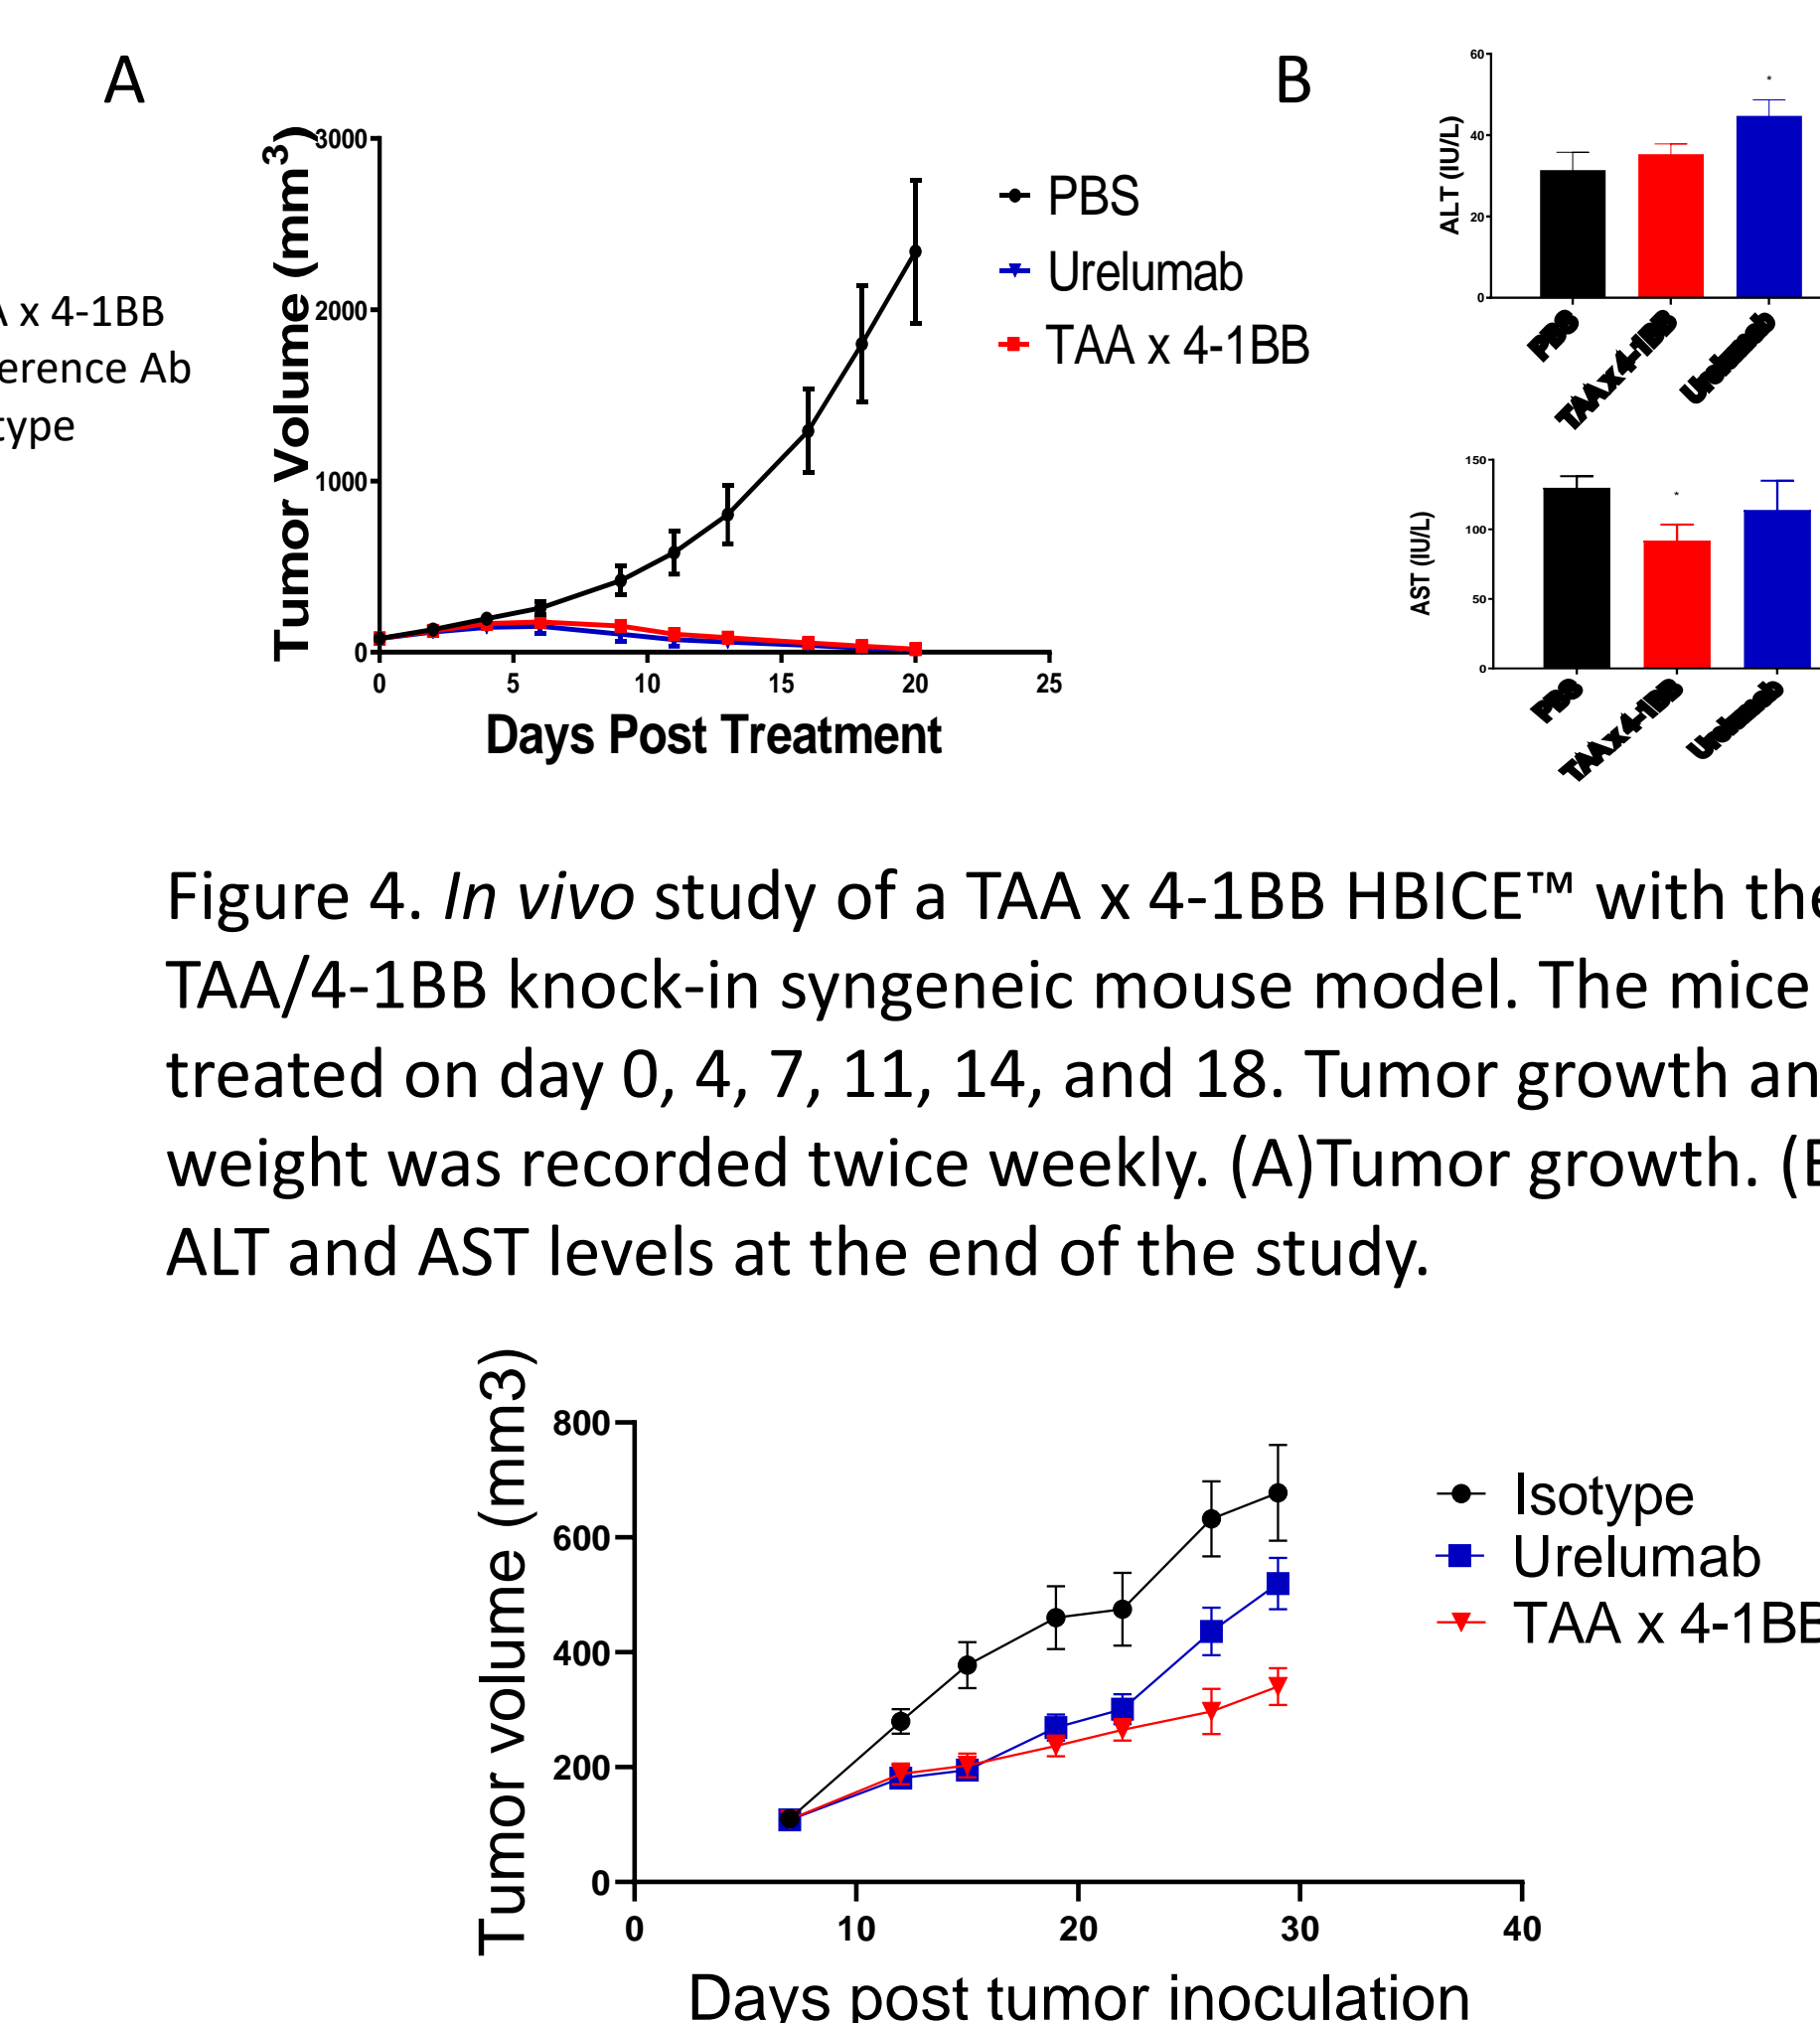 A
B
A x 4-1BB
erence Ab
type
Tumor Volume (mm³)
3000
2000
1000
0
0 5 10 15 20 25
Days Post Treatment
PBS
Urelumab
TAA x 4-1BB
ALT (IU/L)
60
40
20
0
PBS
TAAx4-1BB
Urelumab
AST (IU/L)
150
100
50
0
PBS
TAAx4-1BB
Urelumab
*
*
Figure 4. In vivo study of a TAA x 4-1BB HBICE™ with the
TAA/4-1BB knock-in syngeneic mouse model. The mice
treated on day 0, 4, 7, 11, 14, and 18. Tumor growth an
weight was recorded twice weekly. (A)Tumor growth. (B
ALT and AST levels at the end of the study.
Tumor volume (mm3)
800
600
400
200
0
0 10 20 30 40
Days post tumor inoculation
Isotype
Urelumab
TAA x 4-1BB